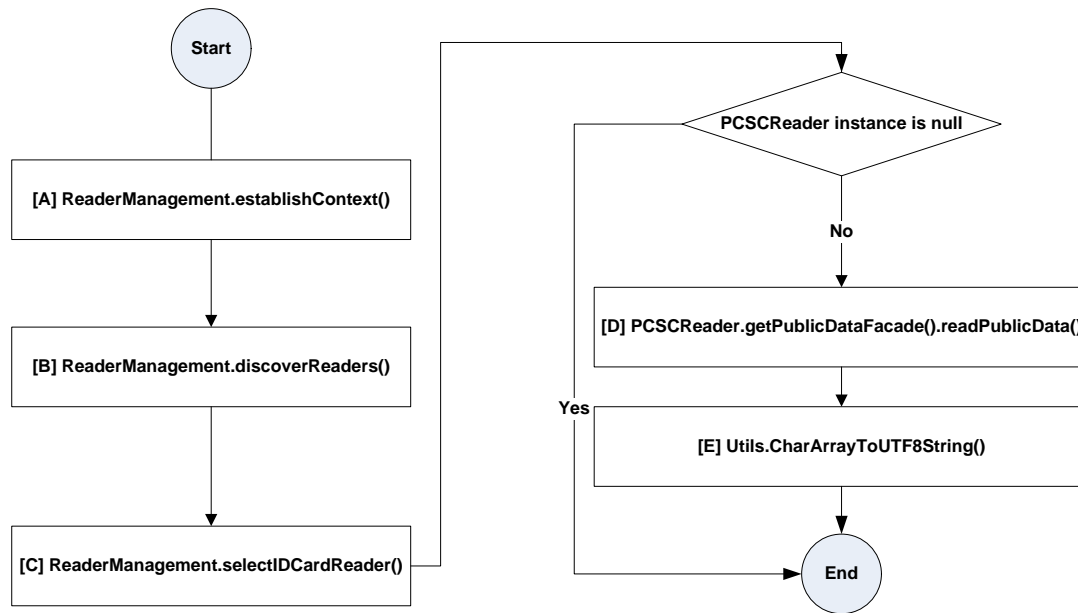 Start
[A] ReaderManagement.establishContext()
[B] ReaderManagement.discoverReaders()
[C] ReaderManagement.selectIDCardReader()
PCSCReader instance is null
No
[D] PCSCReader.getPublicDataFacade().readPublicData()
Yes
[E] Utils.CharArrayToUTF8String()
End